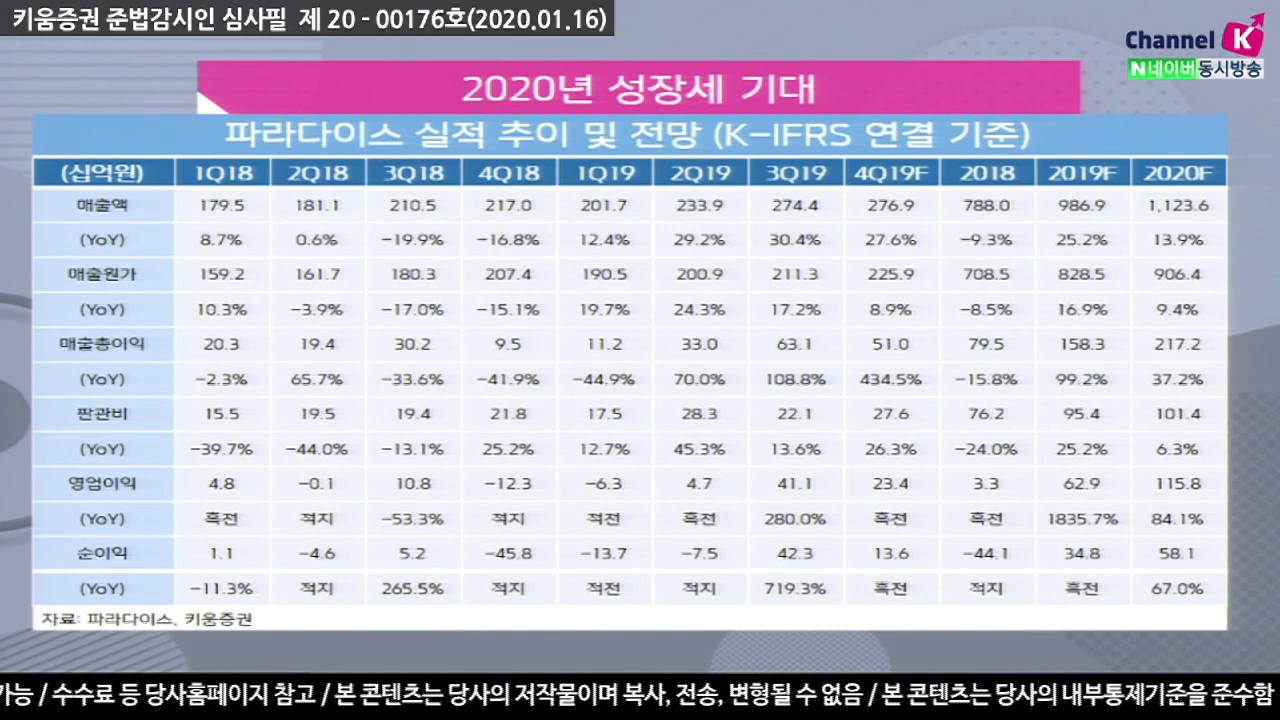 키움증권 준법감시인 심사필 제 20 - 00176호(2020.01.16)
Channel K
N 네이버 동시방송
2020년 성장세 기대
파라다이스 실적 추이 및 전망 (K-IFRS 연결 기준)
(십억원) 1Q18 2Q18 3Q18 4Q18 1Q19 2Q19 3Q19 4Q19F 2018 2019F 2020F
매출액 179.5 181.1 210.5 217.0 201.7 233.9 274.4 276.9 788.0 986.9 1,123.6
(YoY) 8.7% 0.6% -19.9% -16.8% 12.4% 29.2% 30.4% 27.6% -9.3% 25.2% 13.9%
매출원가 159.2 161.7 180.3 207.4 190.5 200.9 211.3 225.9 708.5 828.5 906.4
(YoY) 10.3% -3.9% -17.0% -15.1% 19.7% 24.3% 17.2% 8.9% -8.5% 16.9% 9.4%
매출총이익 20.3 19.4 30.2 9.5 11.2 33.0 63.1 51.0 79.5 158.3 217.2
(YoY) -2.3% 65.7% -33.6% -41.9% -44.9% 70.0% 108.8% 434.5% -15.8% 99.2% 37.2%
판관비 15.5 19.5 19.4 21.8 17.5 28.3 22.1 27.6 76.2 95.4 101.4
(YoY) -39.7% -44.0% -13.1% 25.2% 12.7% 45.3% 13.6% 26.3% -24.0% 25.2% 6.3%
영업이익 4.8 -0.1 10.8 -12.3 -6.3 4.7 41.1 23.4 3.3 62.9 115.8
(YoY) 흑전 적지 -53.3% 적지 적전 흑전 280.0% 흑전 흑전 1835.7% 84.1%
순이익 1.1 -4.6 5.2 -45.8 -13.7 -7.5 42.3 13.6 -44.1 34.8 58.1
(YoY) -11.3% 적지 265.5% 적지 적전 적지 719.3% 흑전 적지 흑전 67.0%
자료: 파라다이스, 키움증권
가능 / 수수료 등 당사홈페이지 참고 / 본 콘텐츠는 당사의 저작물이며 복사, 전송, 변형될 수 없음 / 본 콘텐츠는 당사의 내부통제기준을 준수함